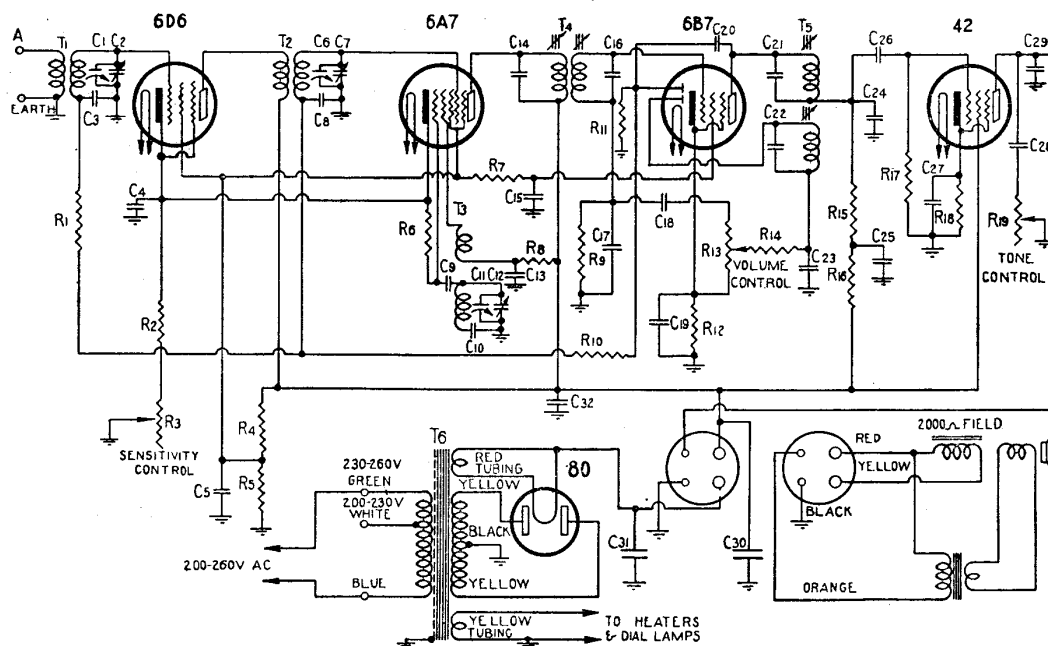 6D6
6A7
6B7
42
A
T1
C1
C2
EARTH
C3
T2
C6
C7
C8
C14
T4
C16
C20
C21
T5
C26
C29
C24
R11
C22
R17
C27
R18
C28
R19
TONE
CONTROL
C4
R1
R7
C15
T3
R6
R8
C9
C11
C12
C13
C10
C18
R9
C17
R13
R14
VOLUME
CONTROL
C23
R15
C25
R16
R2
R10
C19
R12
C32
R3
SENSITIVITY
CONTROL
R4
C5
R5
T6
230-260V
GREEN
200-230V
WHITE
200-260V AC
BLUE
RED
TUBING
YELLOW
80
BLACK
YELLOW
YELLOW
TUBING
TO HEATERS
& DIAL LAMPS
C31
C30
RED
YELLOW
2000Ω FIELD
BLACK
ORANGE